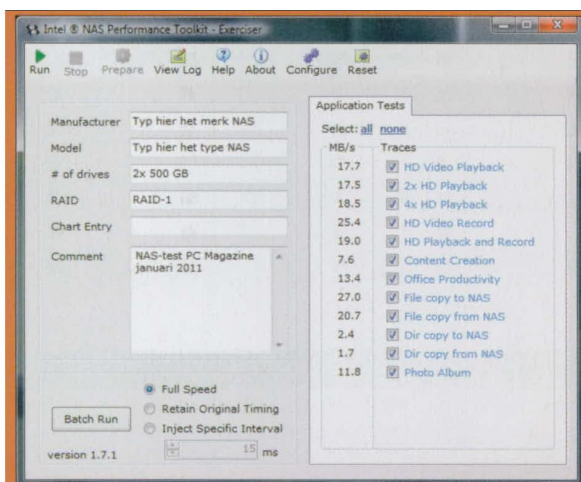 Intel ® NAS Performance Toolkit - Exerciser
Run Stop Prepare View Log Help About Configure Reset
Manufacturer Typ hier het merk NAS
Model Typ hier het type NAS
# of drives 2x 500 GB
RAID RAID-1
Chart Entry
Comment NAS-test PC Magazine
januari 2011
Full Speed
Retain Original Timing
Inject Specific Interval
15 ms
Batch Run
version 1.7.1
Application Tests
Select: all none
MB/s Traces
17.7 HD Video Playback
17.5 2x HD Playback
18.5 4x HD Playback
25.4 HD Video Record
19.0 HD Playback and Record
7.6 Content Creation
13.4 Office Productivity
27.0 File copy to NAS
20.7 File copy from NAS
2.4 Dir copy to NAS
1.7 Dir copy from NAS
11.8 Photo Album